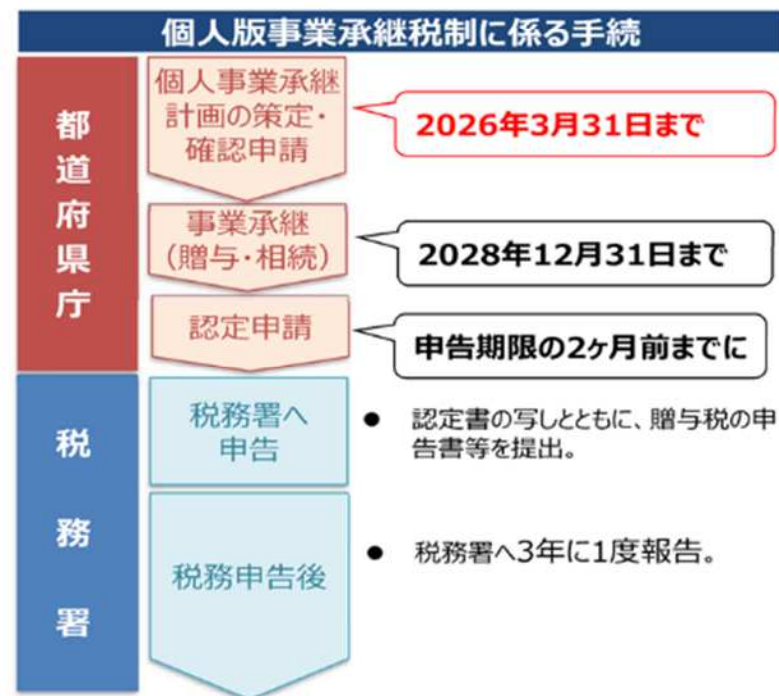 個人版事業承継税制に係る手続
都道府県庁
個人事業承継
計画の策定・
確認申請
2026年3月31日まで
事業承継
(贈与・相続)
2028年12月31日まで
認定申請
申告期限の2ヶ月前までに
税務署
税務署へ
申告
● 認定書の写しとともに、贈与税の申
告書等を提出。
税務申告後
● 税務署へ3年に1度報告。